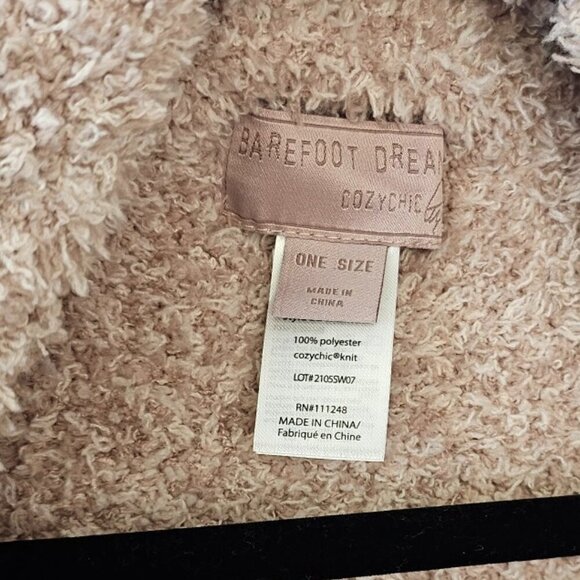 BAREFOOT DREA
COZYCHIC
ONE SIZE
MADE IN
CHINA
100% polyester
cozychic®knit
LOT#2105SW07
RN#111248
MADE IN CHINA/
Fabriqué en Chine